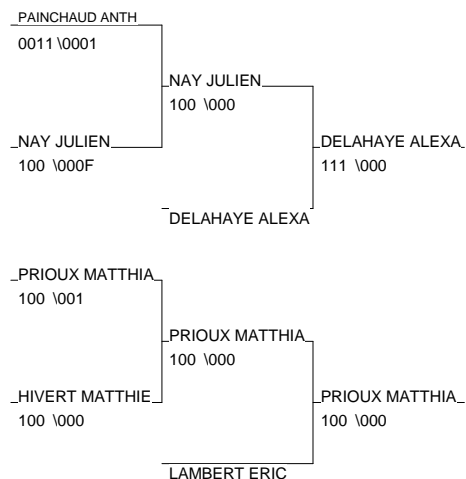 PAINCHAUD ANTH
0011 \0001
NAY JULIEN
100 \000
NAY JULIEN
100 \000F
DELAHAYE ALEXA
111 \000
DELAHAYE ALEXA
PRIOUX MATTHIA
100 \001
PRIOUX MATTHIA
100 \000
HIVERT MATTHIE
100 \000
PRIOUX MATTHIA
100 \000
LAMBERT ERIC